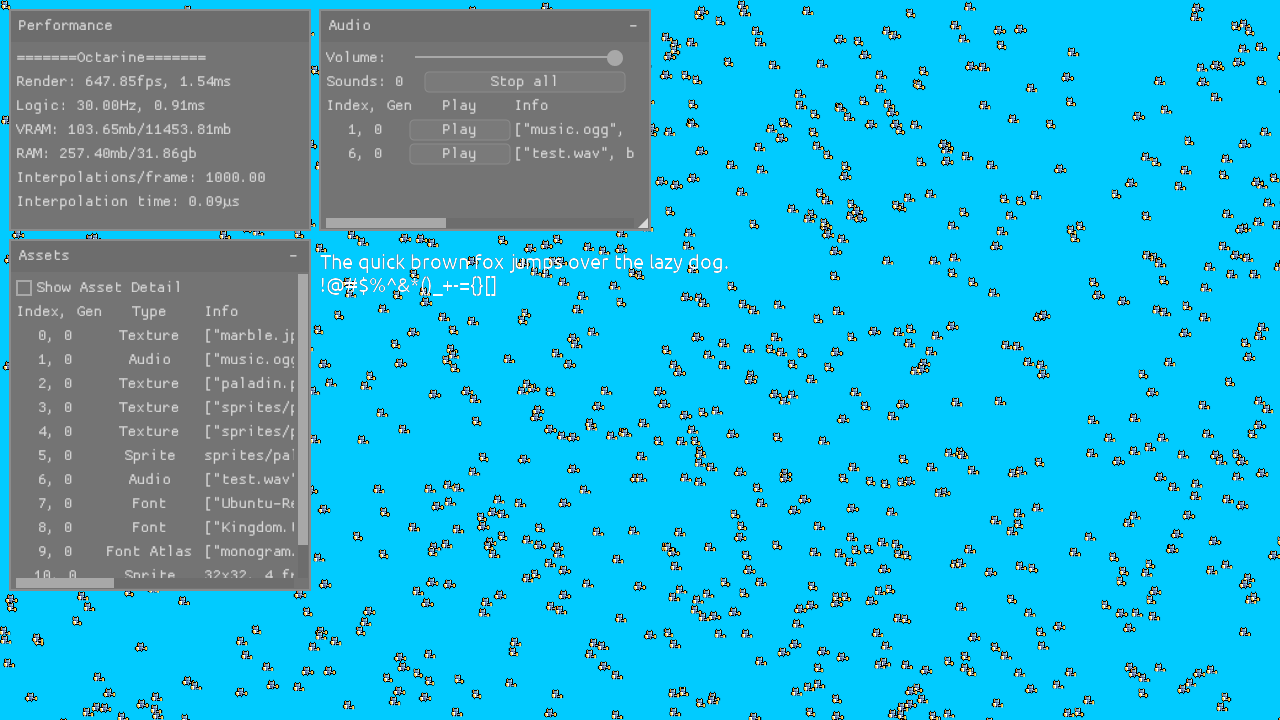 Performance
=======Octarine=======
Render: 647.85fps, 1.54ms
Logic: 30.00Hz, 0.91ms
VRAM: 103.65mb/11453.81mb
RAM: 257.40mb/31.86gb
Interpolations/frame: 1000.00
Interpolation time: 0.09µs
Audio −
Volume:
Sounds: 0 Stop all
Index, Gen Play Info
1, 0 Play ["music.ogg",
6, 0 Play ["test.wav", b
Assets −
Show Asset Detail
Index, Gen Type Info
0, 0 Texture ["marble.jp
1, 0 Audio ["music.ogg
2, 0 Texture ["paladin.p
3, 0 Texture ["sprites/p
4, 0 Texture ["sprites/p
5, 0 Sprite sprites/pal
6, 0 Audio ["test.wav"
7, 0 Font ["Ubuntu-Re
8, 0 Font ["Kingdom.
9, 0 Font Atlas ["monogram.
10, 0 Sprite 32x32, 4 fr
The quick brown fox jumps over the lazy dog.
!@#$%^&*()_+-={}[]